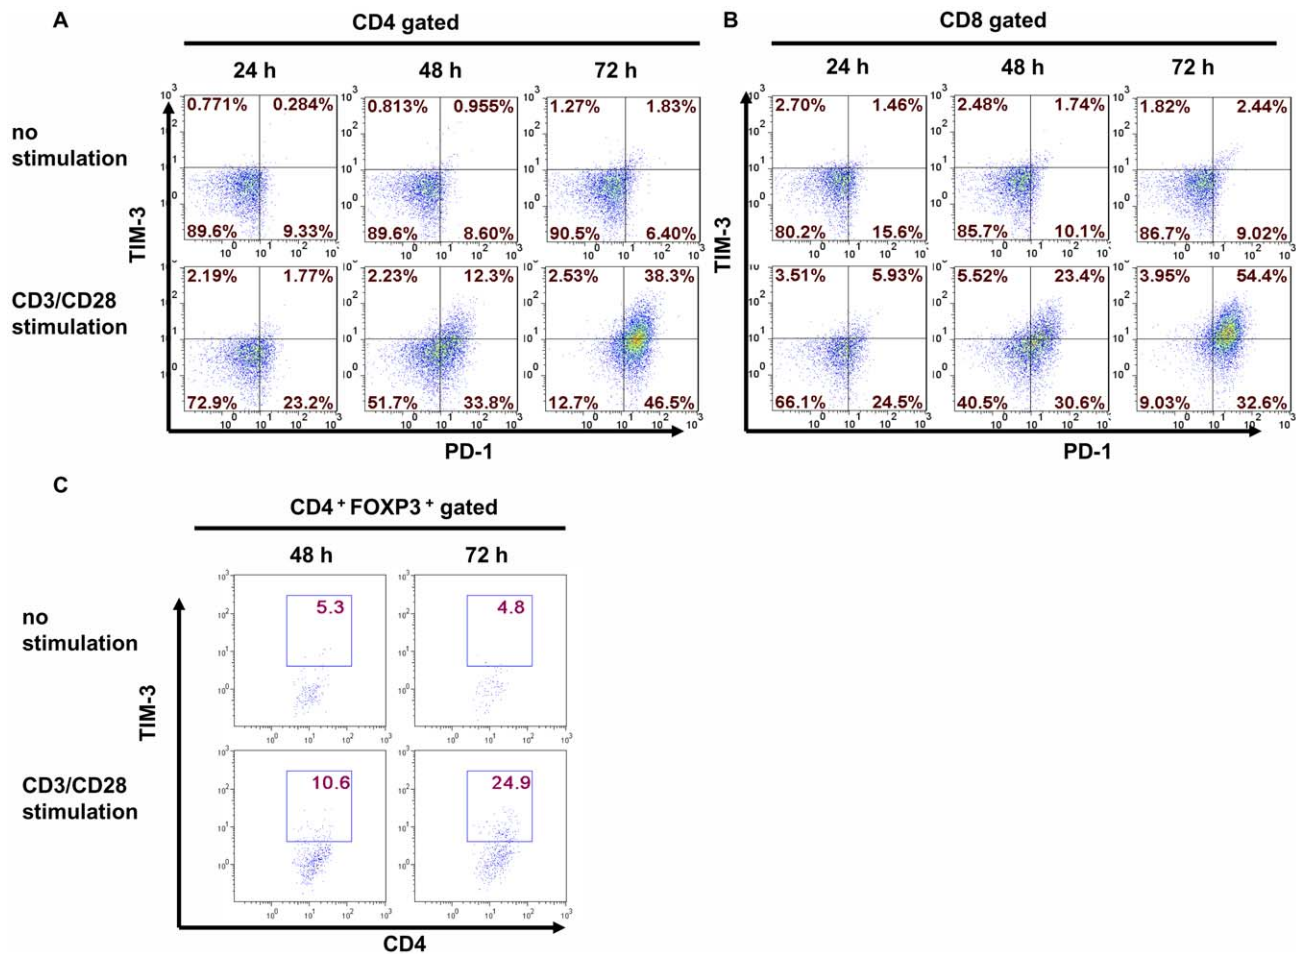 A
CD4 gated
24 h 48 h 72 h
B
CD8 gated
24 h 48 h 72 h
no
stimulation
0.771% 0.284% 0.813% 0.955% 1.27% 1.83%
2.70% 1.46% 2.48% 1.74% 1.82% 2.44%
89.6% 9.33% 89.6% 8.60% 90.5% 6.40%
80.2% 15.6% 85.7% 10.1% 86.7% 9.02%
CD3/CD28
stimulation
2.19% 1.77% 2.23% 12.3% 2.53% 38.3%
3.51% 5.93% 5.52% 23.4% 3.95% 54.4%
72.9% 23.2% 51.7% 33.8% 12.7% 46.5%
66.1% 24.5% 40.5% 30.6% 9.03% 32.6%
TIM-3
TIM-3
PD-1
PD-1
C
CD4⁺FOXP3⁺ gated
48 h 72 h
no
stimulation
5.3 4.8
CD3/CD28
stimulation
10.6 24.9
TIM-3
CD4